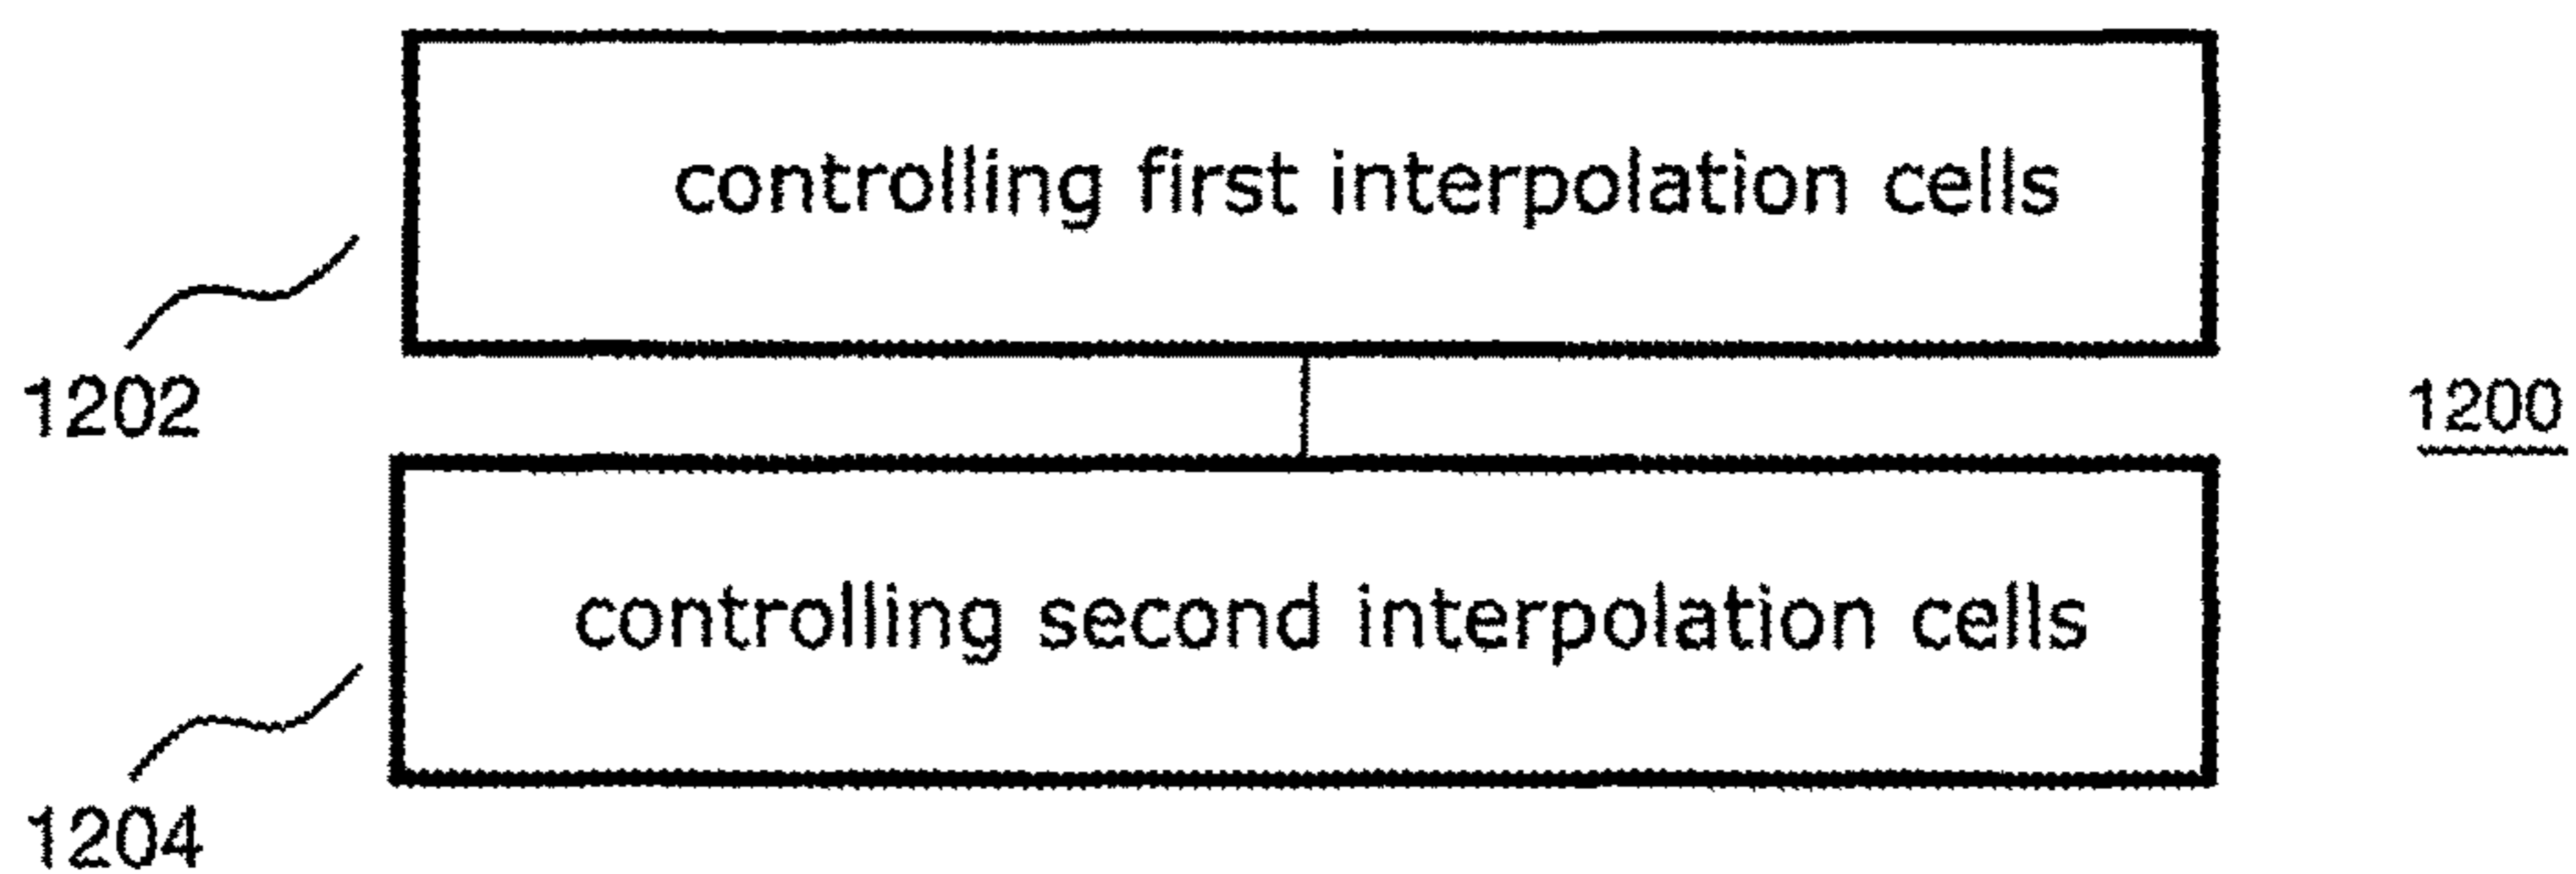 controlling first interpolation cells
1202
1200
controlling second interpolation cells
1204